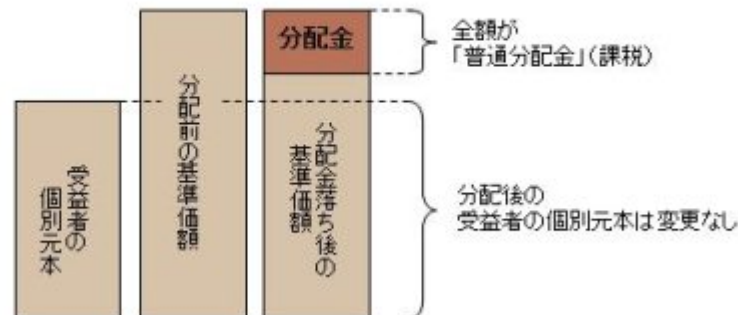 分配金
全額が
「普通分配金」(課税)
分配前の基準価額
分配金落ち後の
基準価額
受益者の
個別元本
分配後の
受益者の個別元本は変更なし